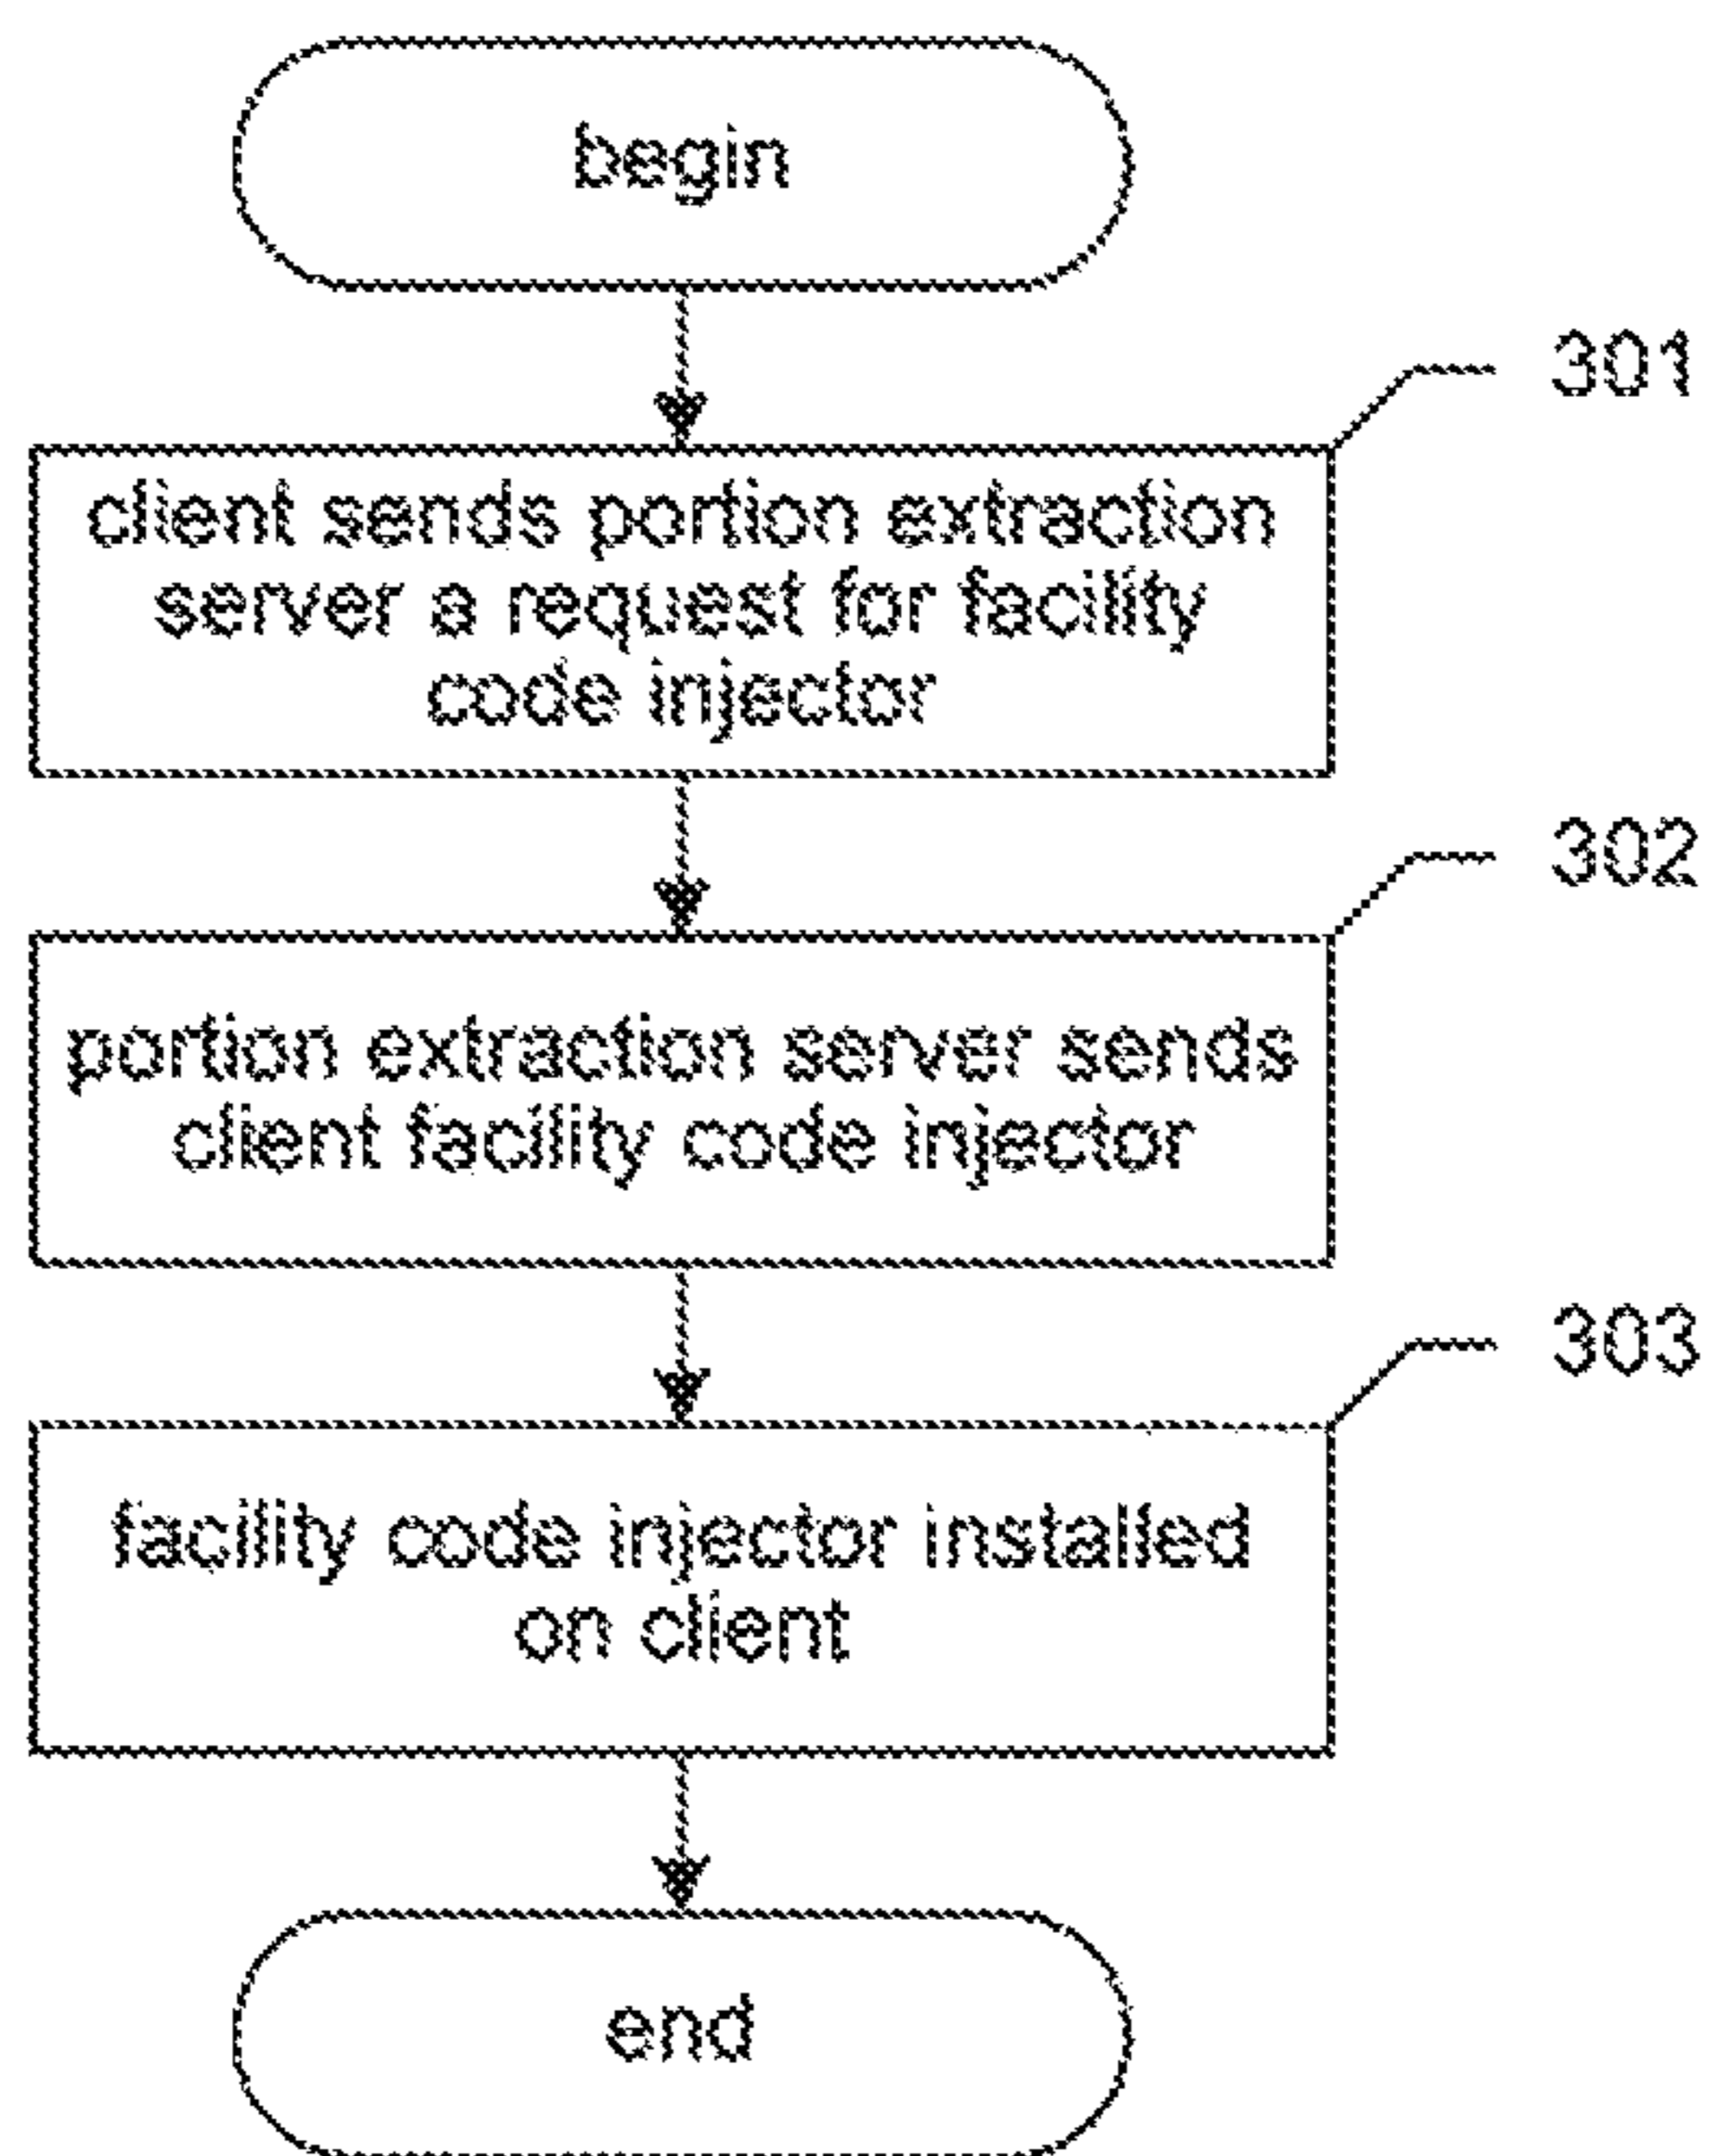 begin
301
client sends portion extraction
server a request for facility
code injector
302
portion extraction server sends
client facility code injector
303
facility code injector installed
on client
end